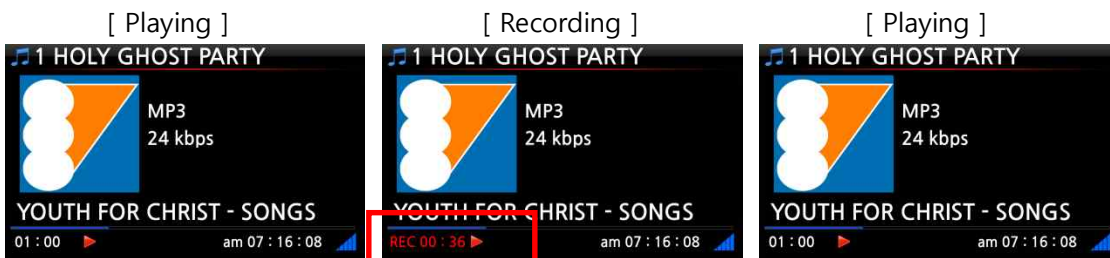 [ Playing ]
1 HOLY GHOST PARTY
MP3
24 kbps
YOUTH FOR CHRIST - SONGS
01 : 00 am 07 : 16 : 08
[ Recording ]
1 HOLY GHOST PARTY
MP3
24 kbps
YOUTH FOR CHRIST - SONGS
REC 00 : 36 am 07 : 16 : 08
[ Playing ]
1 HOLY GHOST PARTY
MP3
24 kbps
YOUTH FOR CHRIST - SONGS
01 : 00 am 07 : 16 : 08